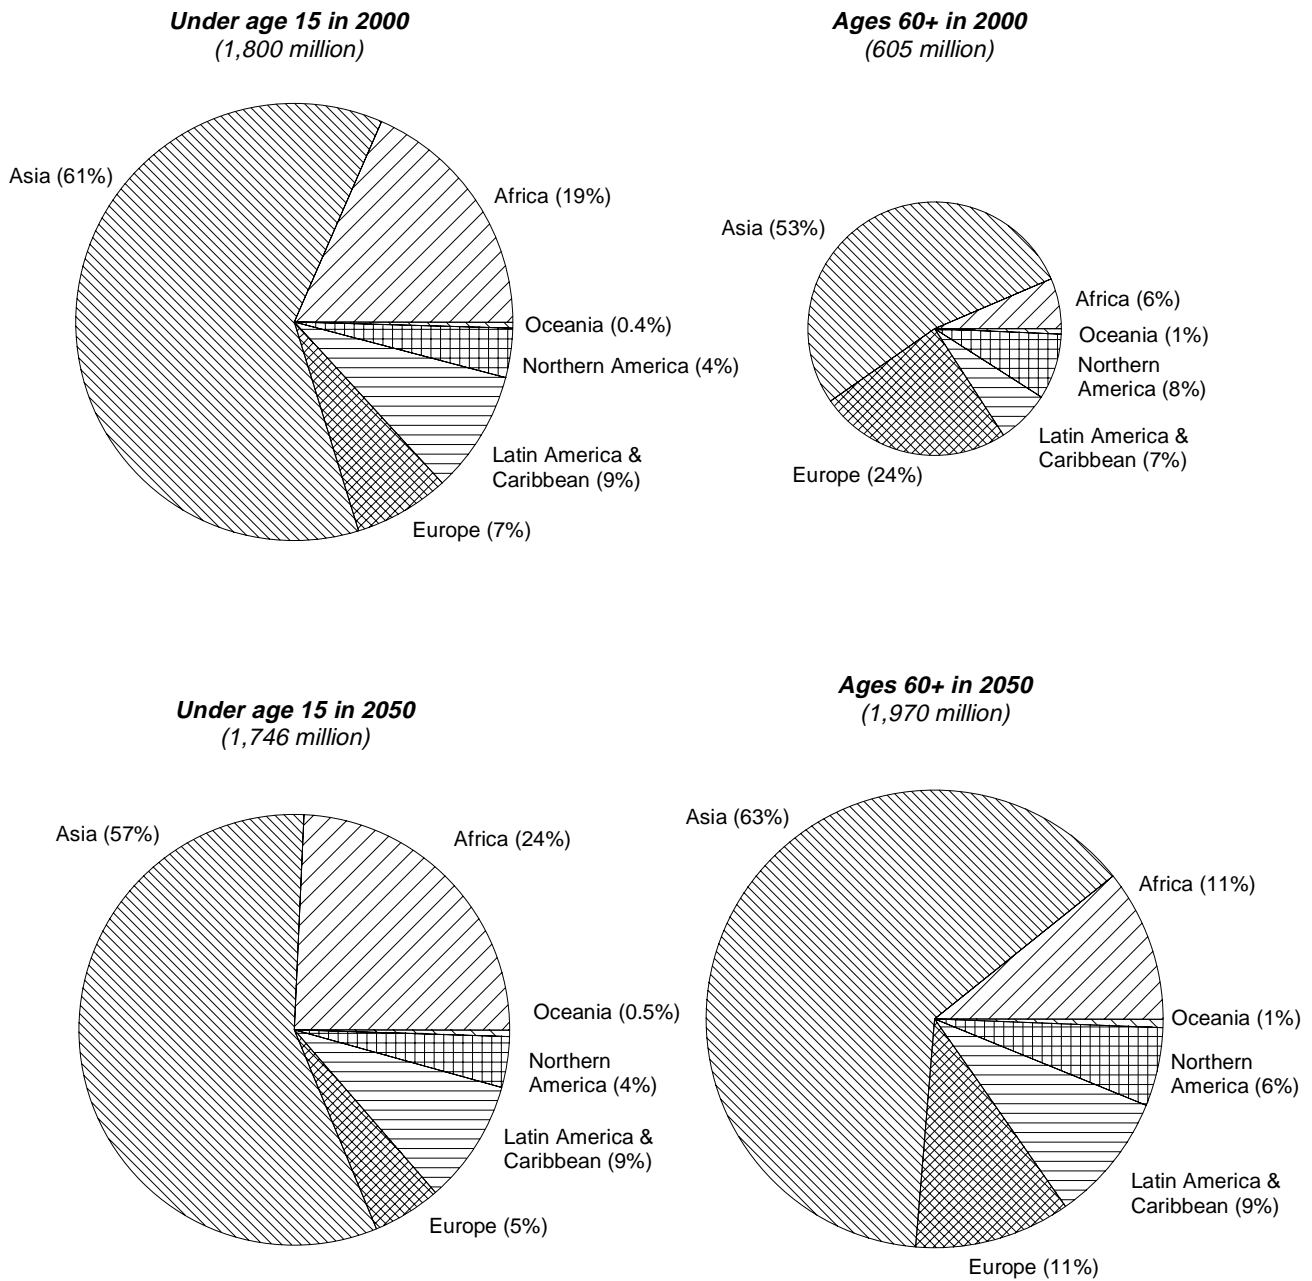 Under age 15 in 2000
(1,800 million)
Asia (61%)
Africa (19%)
Oceania (0.4%)
Northern America (4%)
Latin America &
Caribbean (9%)
Europe (7%)
Ages 60+ in 2000
(605 million)
Asia (53%)
Africa (6%)
Oceania (1%)
Northern
America (8%)
Latin America &
Caribbean (7%)
Europe (24%)
Under age 15 in 2050
(1,746 million)
Asia (57%)
Africa (24%)
Oceania (0.5%)
Northern
America (4%)
Latin America &
Caribbean (9%)
Europe (5%)
Ages 60+ in 2050
(1,970 million)
Asia (63%)
Africa (11%)
Oceania (1%)
Northern
America (6%)
Latin America &
Caribbean (9%)
Europe (11%)